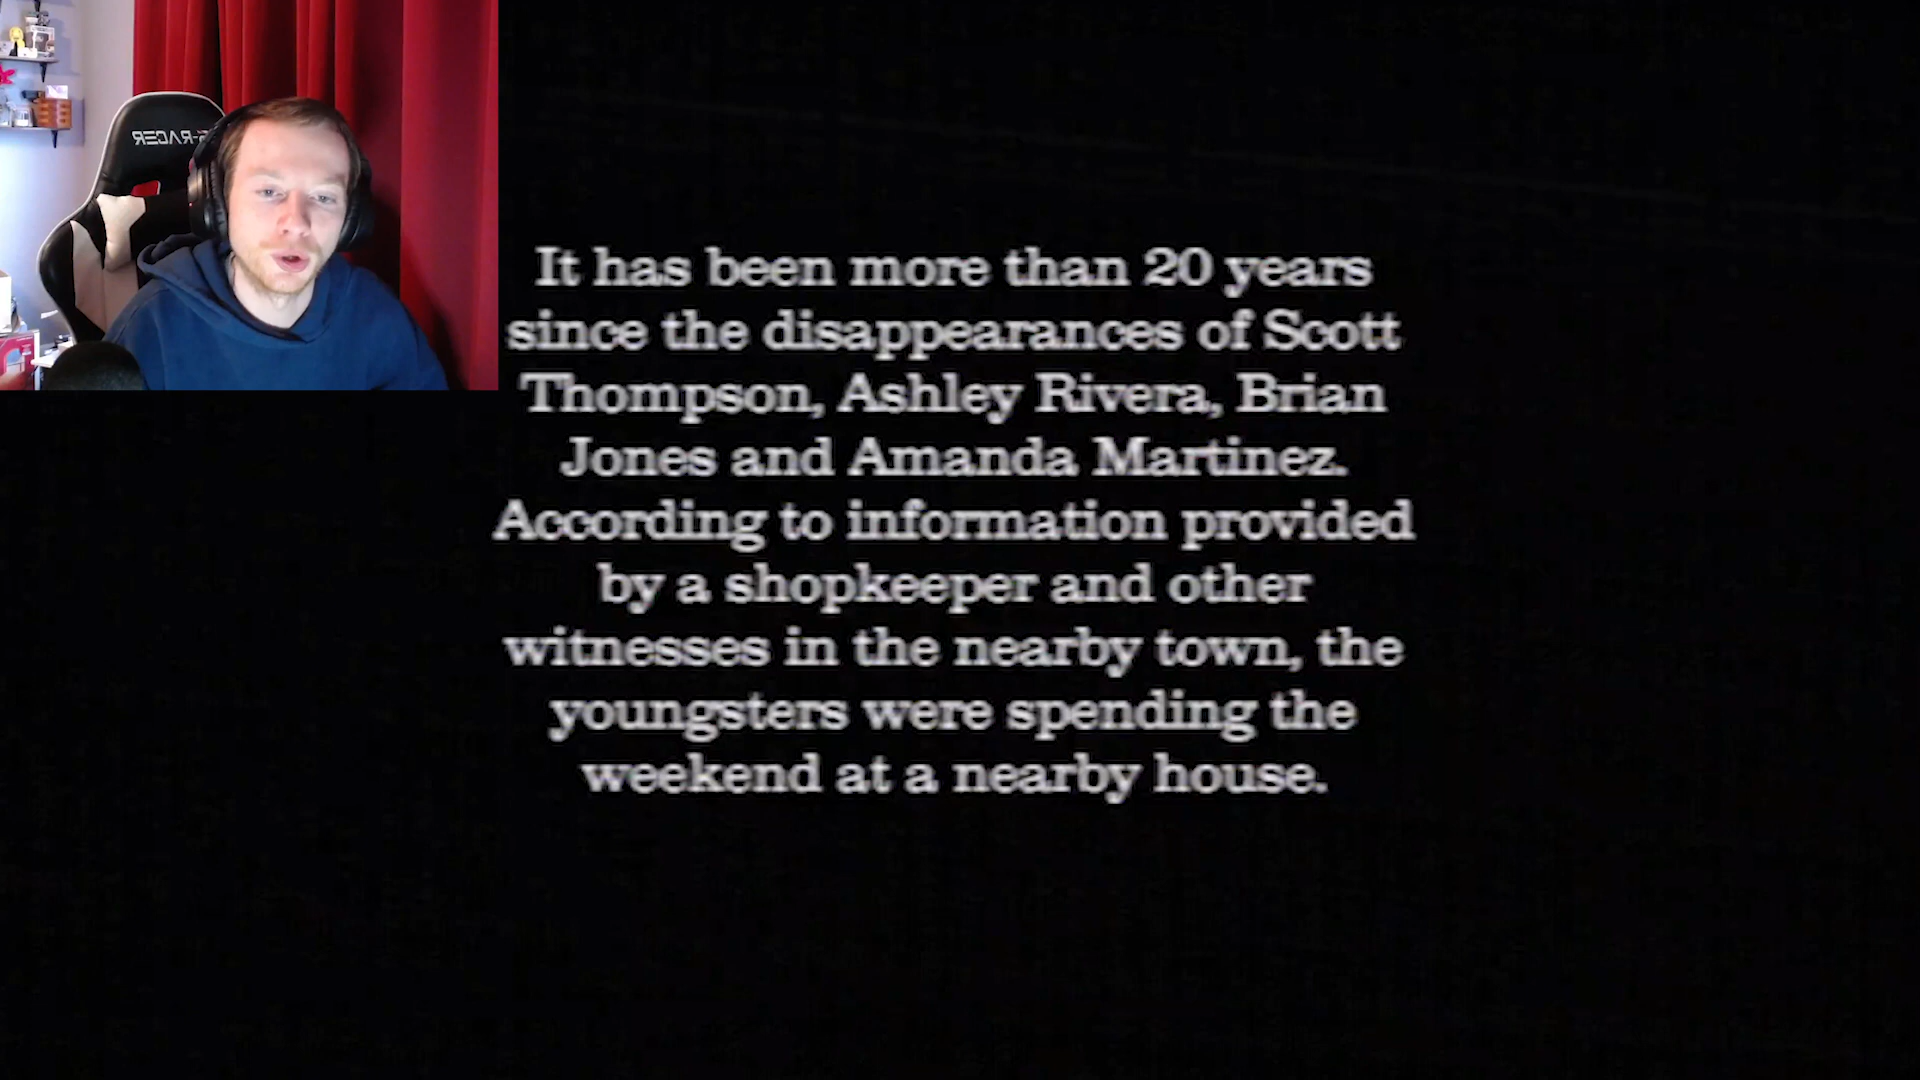 S-RACER
It has been more than 20 years
since the disappearances of Scott
Thompson, Ashley Rivera, Brian
Jones and Amanda Martinez.
According to information provided
by a shopkeeper and other
witnesses in the nearby town, the
youngsters were spending the
weekend at a nearby house.